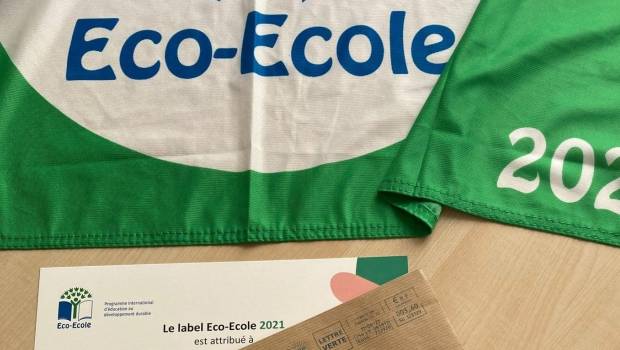 Eco-Ecole
202
Eco-Ecole
Programme International
d'éducation au
développement durable
Le label Eco-Ecole 2021
est attribué à
LETTRE
VERTE